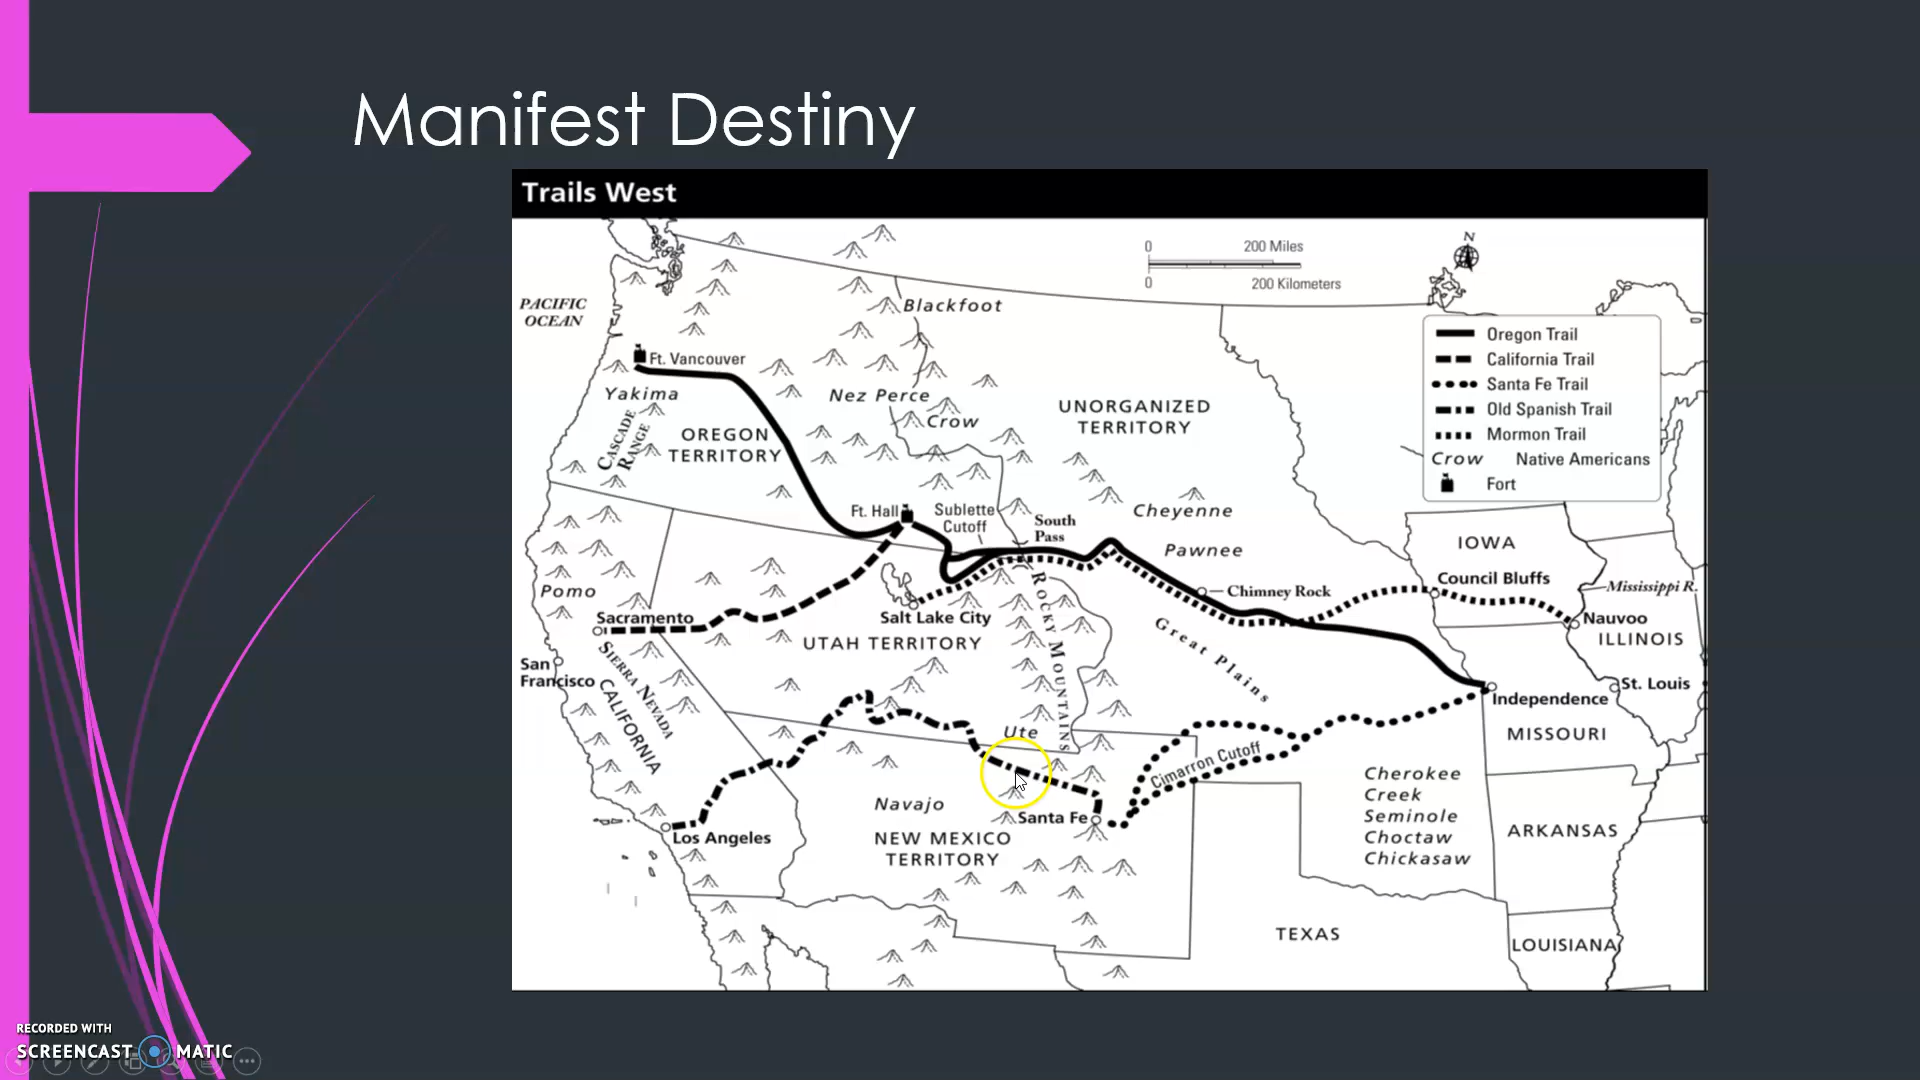 Manifest Destiny
Trails West
0 200 Miles
0 200 Kilometers
N
PACIFIC
OCEAN
Blackfoot
Oregon Trail
California Trail
Santa Fe Trail
Old Spanish Trail
Mormon Trail
Crow Native Americans
Fort
Ft. Vancouver
Yakima
CASCADE
RANGE
OREGON
TERRITORY
Nez Perce
Crow
UNORGANIZED
TERRITORY
Ft. Hall
Sublette
Cutoff
South
Pass
Cheyenne
Pawnee
IOWA
Council Bluffs
Mississippi R.
Chimney Rock
Nauvoo
ILLINOIS
Pomo
Sacramento
Salt Lake City
UTAH TERRITORY
ROCKY MOUNTAINS
Great Plains
San
Francisco
SIERRA NEVADA
CALIFORNIA
Independence
St. Louis
MISSOURI
Ute
Cimarron Cutoff
Cherokee
Creek
Seminole
Choctaw
Chickasaw
Navajo
Santa Fe
NEW MEXICO
TERRITORY
Los Angeles
ARKANSAS
TEXAS
LOUISIANA
RECORDED WITH
SCREENCAST MATIC